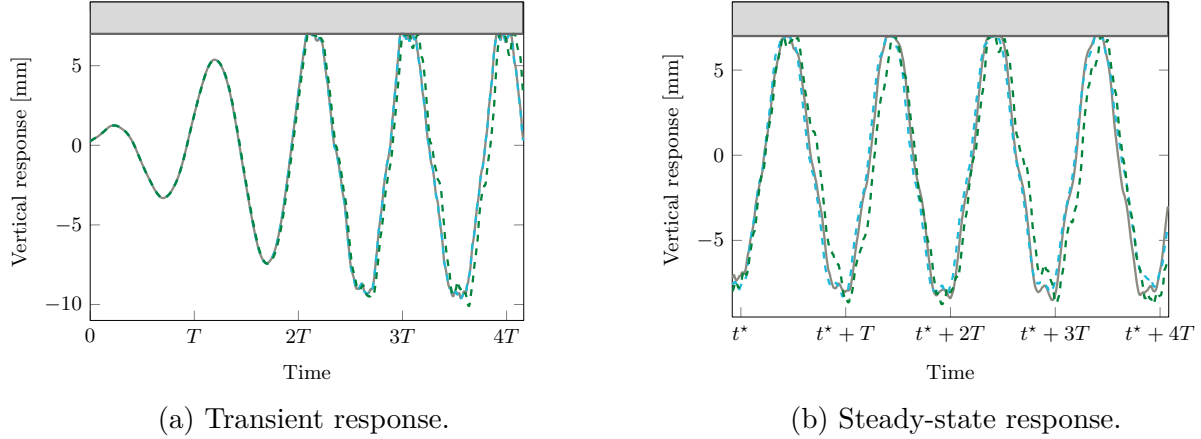 Vertical response [mm]
5
0
−5
−10
0
T
2T
3T
4T
Time
(a) Transient response.
Vertical response [mm]
5
0
−5
t⋆
t⋆ + T
t⋆ + 2T
t⋆ + 3T
t⋆ + 4T
Time
(b) Steady-state response.